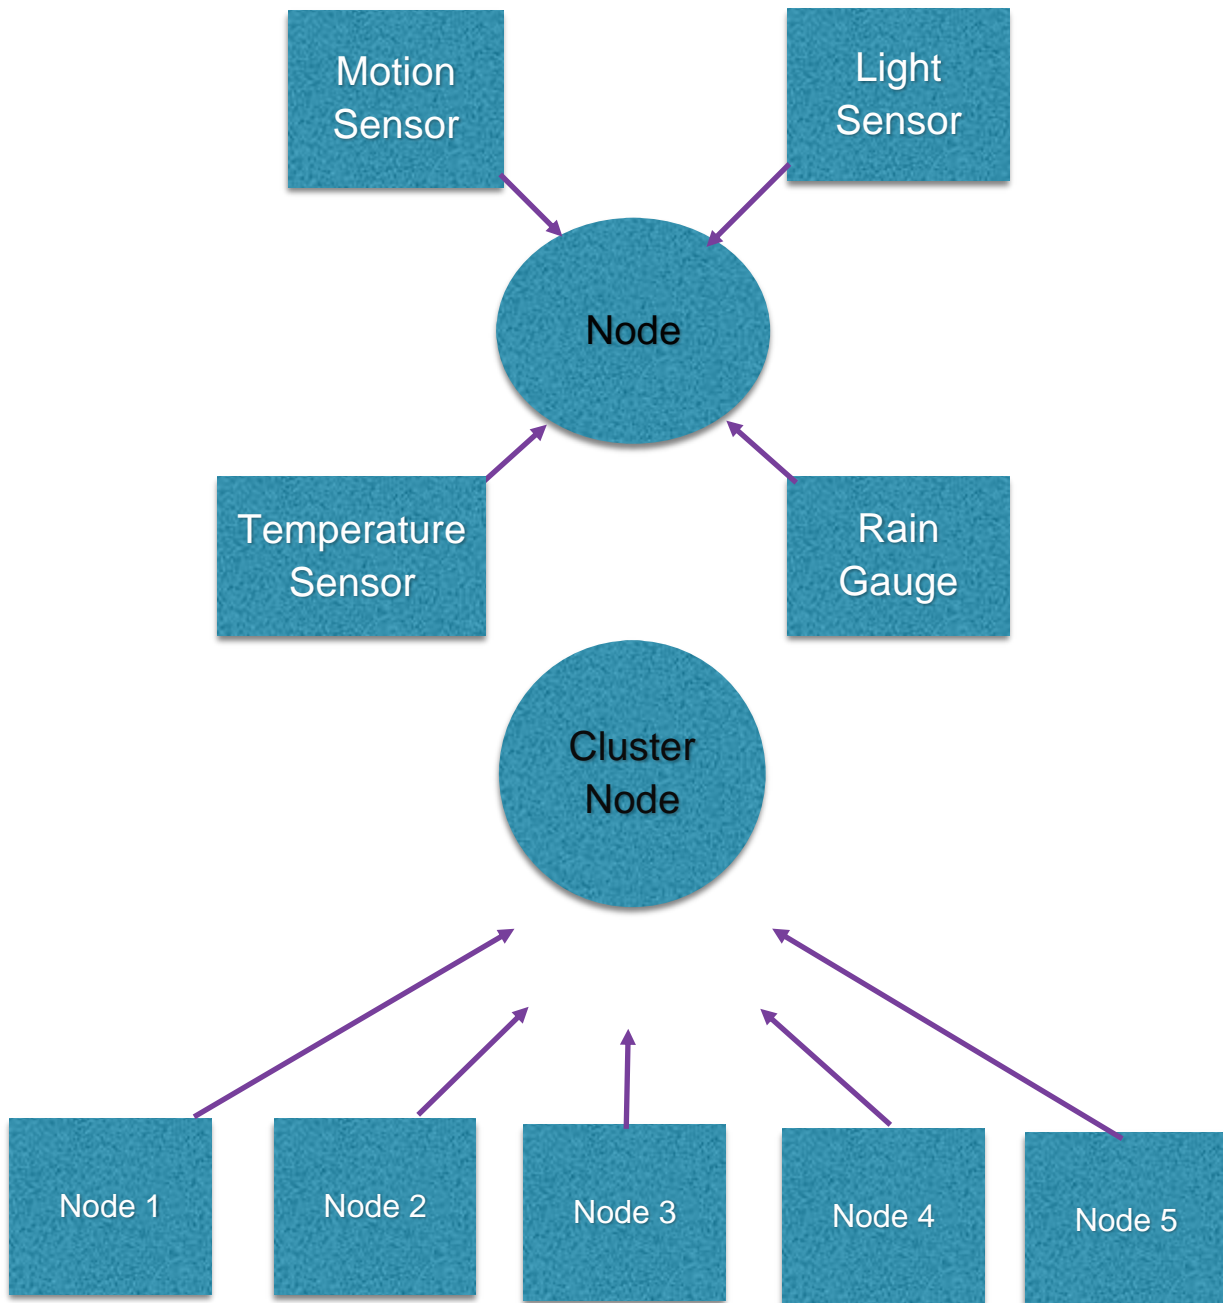 Motion
Sensor
Light
Sensor
Node
Temperature
Sensor
Rain
Gauge
Cluster
Node
Node 1
Node 2
Node 3
Node 4
Node 5